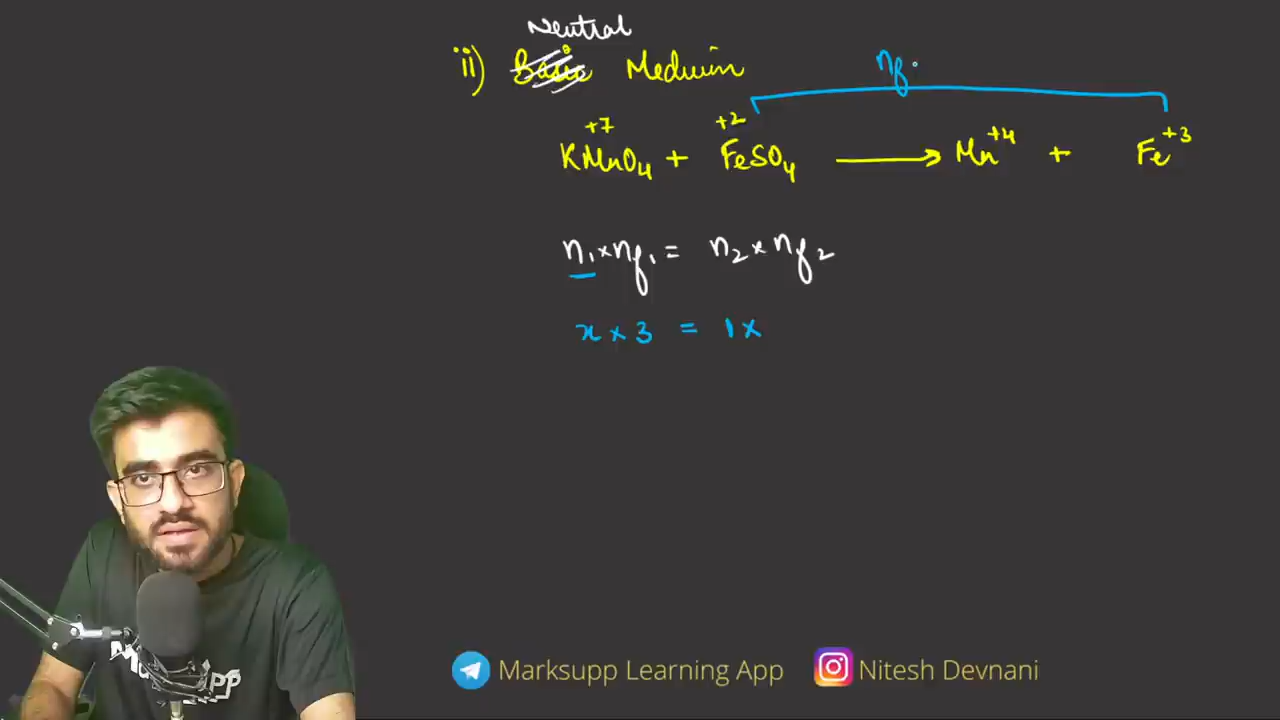 Neutral
ii) Basic Medium
nf
+7 +2 +4 +3
KMnO4 + FeSO4 → Mn + Fe
n1 × nf1 = n2 × nf2
x × 3 = 1 ×
Marksupp Learning App Nitesh Devnani